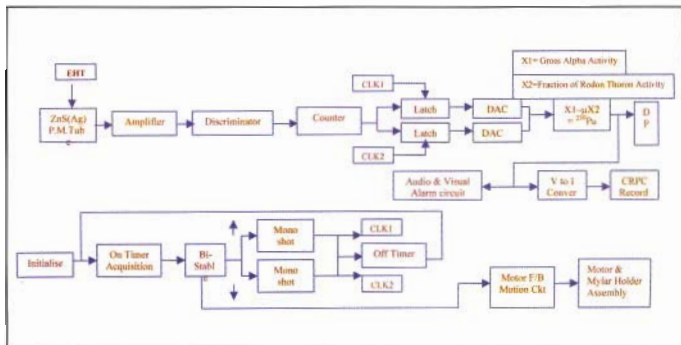 X1= Gross Alpha Activity
X2=Fraction of Rodon Thoron Activity
EHT
CLK1
ZnS(Ag)
P.M.Tub
e
Amplifier
Discriminator
Counter
Latch
DAC
X1-μX2
= ²³⁹Pu
D
P
Latch
DAC
CLK2
Audio & Visual
Alarm circuit
V to I
Conver
CRPC
Record
Initialise
On Timer
Acquisition
Bi-
Stabl
Mono
shot
CLK1
Off Timer
Mono
shot
CLK2
Motor F/B
Motion Ckt
Motor &
Mylar Holder
Assembly